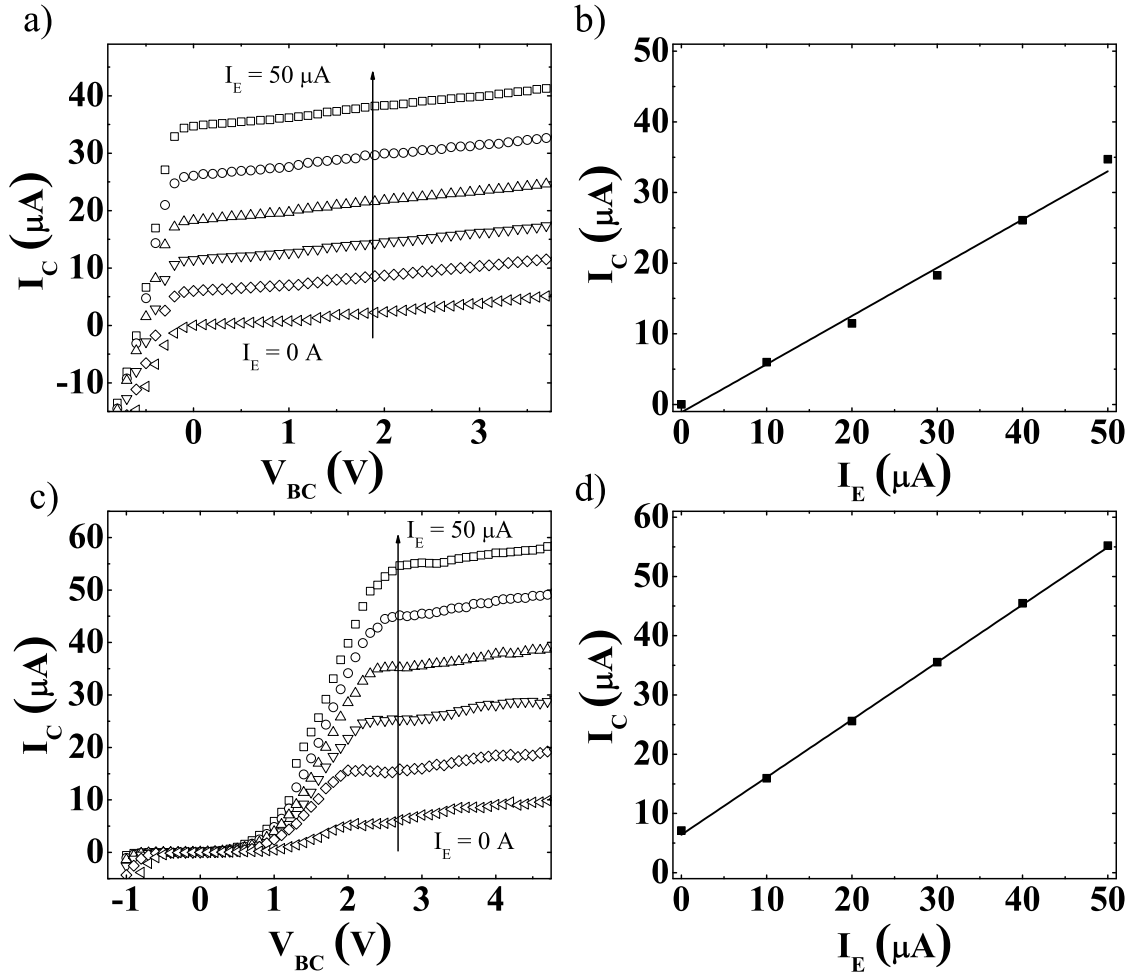 a)
I_E = 50 μA
I_E = 0 A
40
30
20
10
0
-10
I_C (μA)
0 1 2 3
V_BC (V)
b)
50
40
30
20
10
0
I_C (μA)
0 10 20 30 40 50
I_E (μA)
c)
I_E = 50 μA
I_E = 0 A
60
50
40
30
20
10
0
I_C (μA)
-1 0 1 2 3 4
V_BC (V)
d)
60
50
40
30
20
10
0
I_C (μA)
0 10 20 30 40 50
I_E (μA)